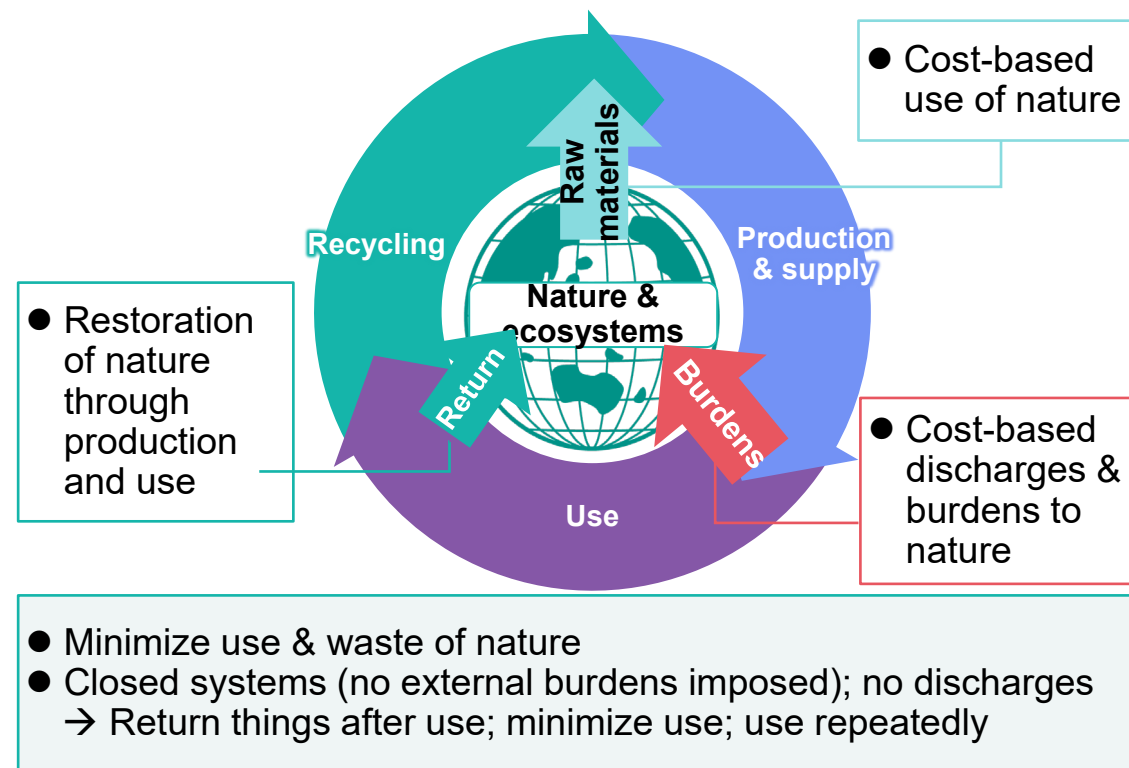 ● Cost-based
use of nature
Raw
materials
Recycling
Production
& supply
Nature &
ecosystems
● Restoration
of nature
through
production
and use
Return
Burdens
● Cost-based
discharges &
burdens to
nature
Use
● Minimize use & waste of nature
● Closed systems (no external burdens imposed); no discharges
→ Return things after use; minimize use; use repeatedly